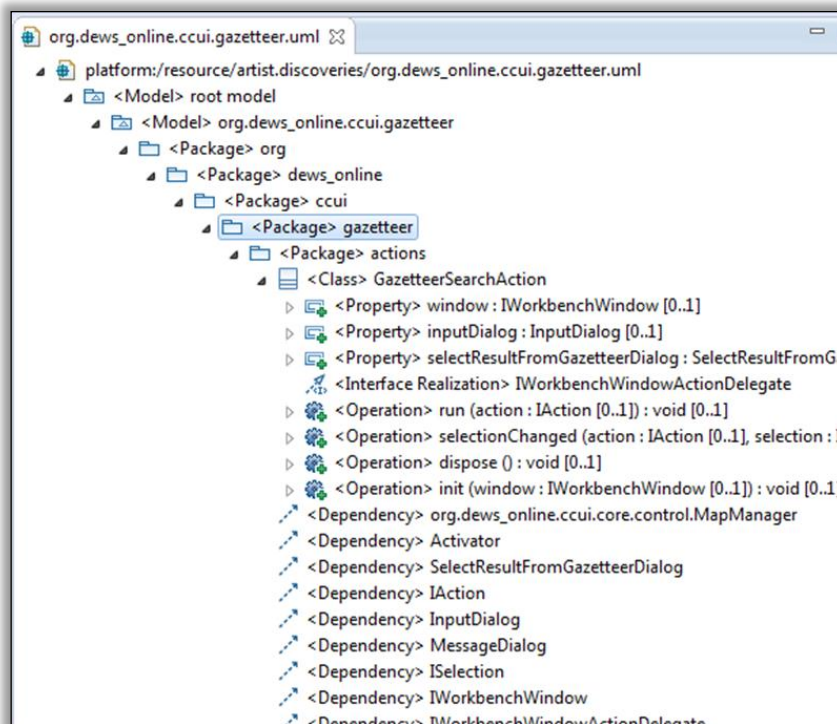 org.dews_online.ccui.gazetteer.uml
platform:/resource/artist.discoveries/org.dews_online.ccui.gazetteer.uml
<Model> root model
<Model> org.dews_online.ccui.gazetteer
<Package> org
<Package> dews_online
<Package> ccui
<Package> gazetteer
<Package> actions
<Class> GazetteerSearchAction
<Property> window : IWorkbenchWindow [0..1]
<Property> inputDialog : InputDialog [0..1]
<Property> selectResultFromGazetteerDialog : SelectResultFromGa
<Interface Realization> IWorkbenchWindowActionDelegate
<Operation> run (action : IAction [0..1]) : void [0..1]
<Operation> selectionChanged (action : IAction [0..1], selection : I
<Operation> dispose () : void [0..1]
<Operation> init (window : IWorkbenchWindow [0..1]) : void [0..1]
<Dependency> org.dews_online.ccui.core.control.MapManager
<Dependency> Activator
<Dependency> SelectResultFromGazetteerDialog
<Dependency> IAction
<Dependency> InputDialog
<Dependency> MessageDialog
<Dependency> ISelection
<Dependency> IWorkbenchWindow
<Dependency> IWorkbenchWindowActionDelegate